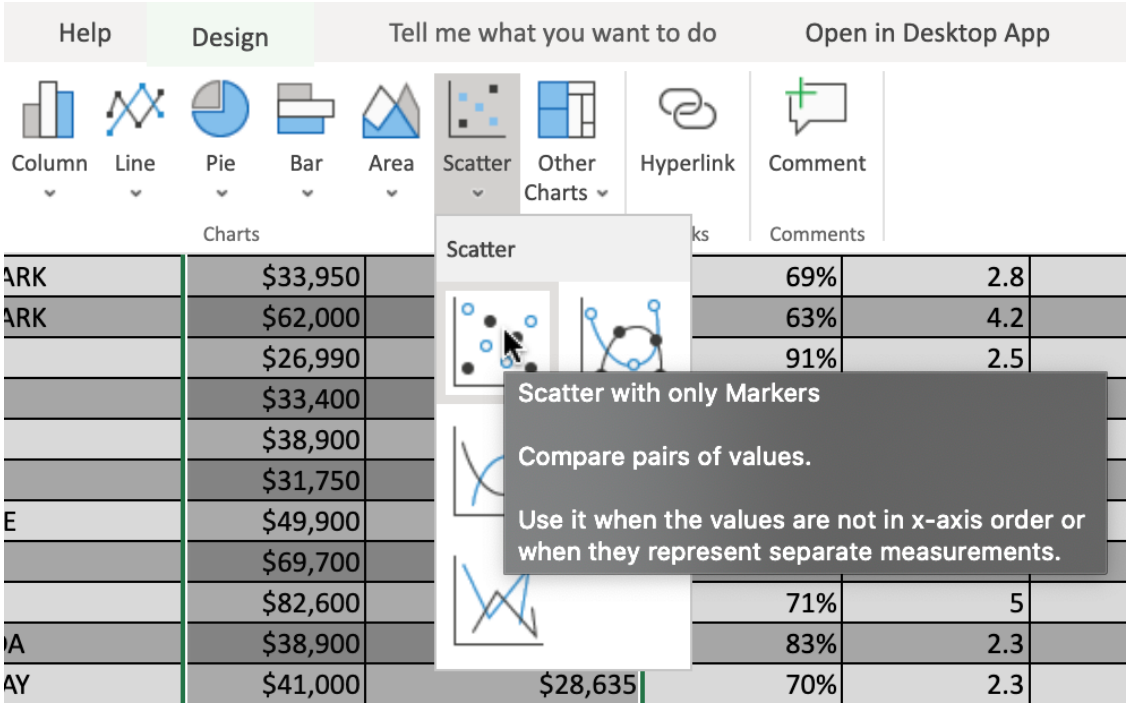 Help Design Tell me what you want to do Open in Desktop App
Column Line Pie Bar Area Scatter Other Charts Hyperlink Comment
Charts ks Comments
Scatter
ARK $33,950 69% 2.8
ARK $62,000 63% 4.2
$26,990 91% 2.5
$33,400
$38,900
$31,750
E $49,900
$69,700
$82,600 71% 5
DA $38,900 83% 2.3
AY $41,000 $28,635 70% 2.3
Scatter with only Markers
Compare pairs of values.
Use it when the values are not in x-axis order or
when they represent separate measurements.